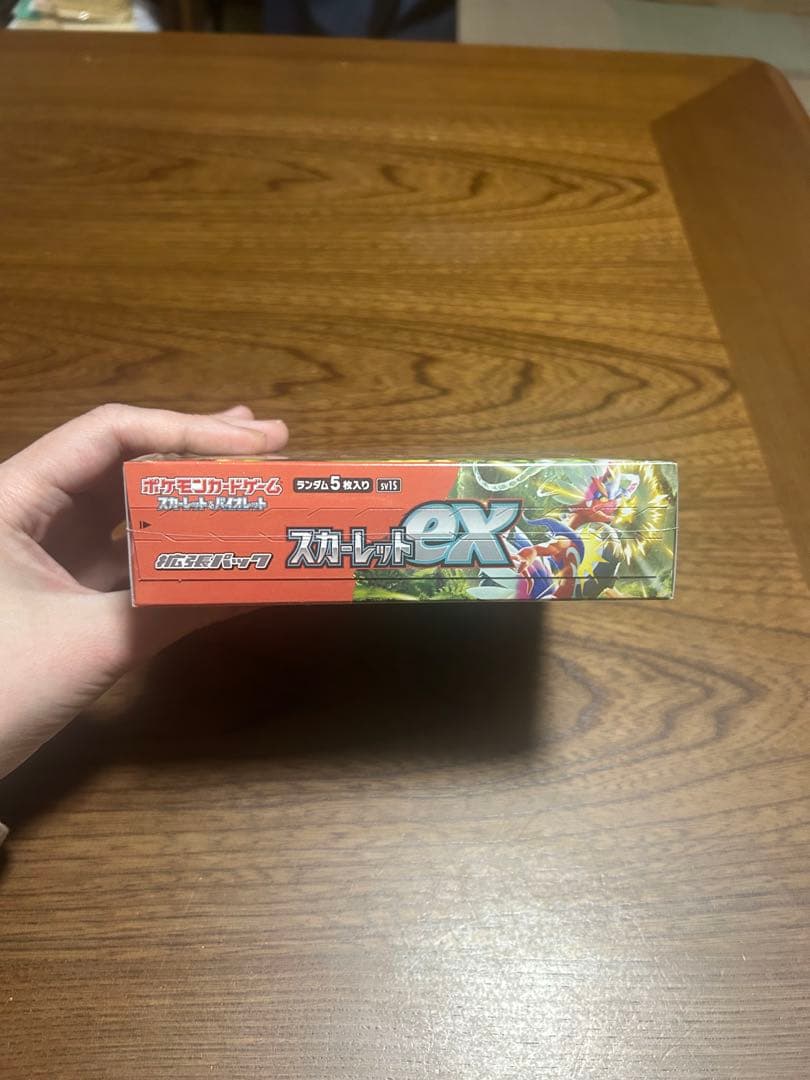 ポケモンカードゲーム
スカーレット&バイオレット
ランダム5枚入り
SV1S
拡張パック
スカーレットex